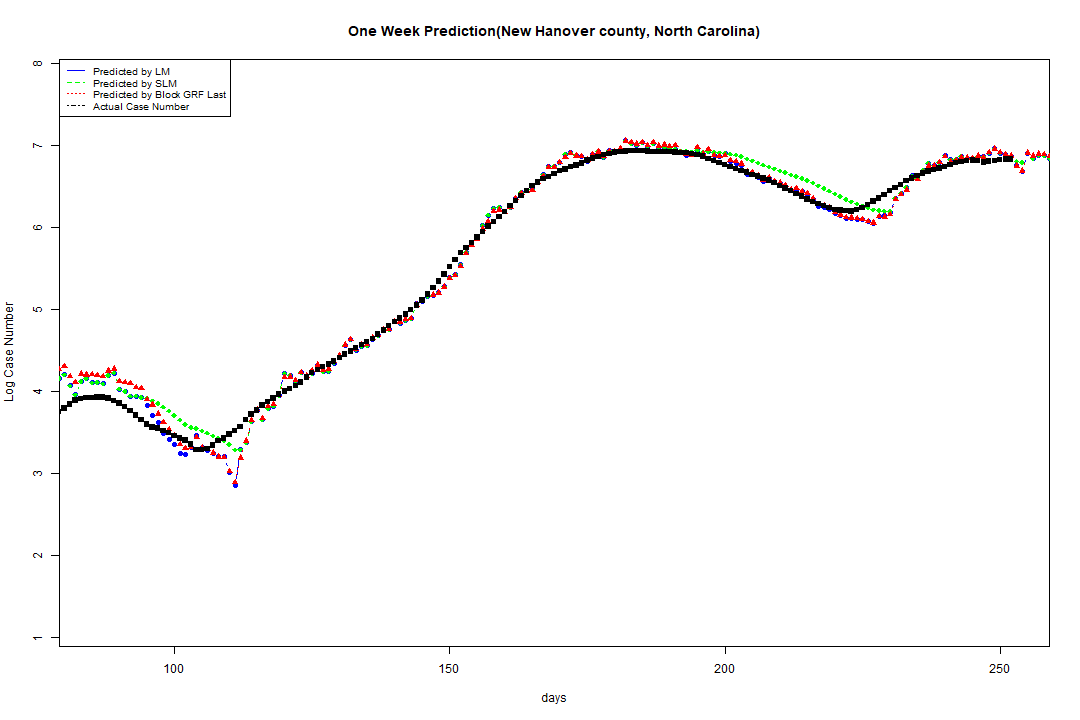 One Week Prediction(New Hanover county, North Carolina)
Predicted by LM
Predicted by SLM
Predicted by Block GRF Last
Actual Case Number
Log Case Number
8
7
6
5
4
3
2
1
100 150 200 250
days